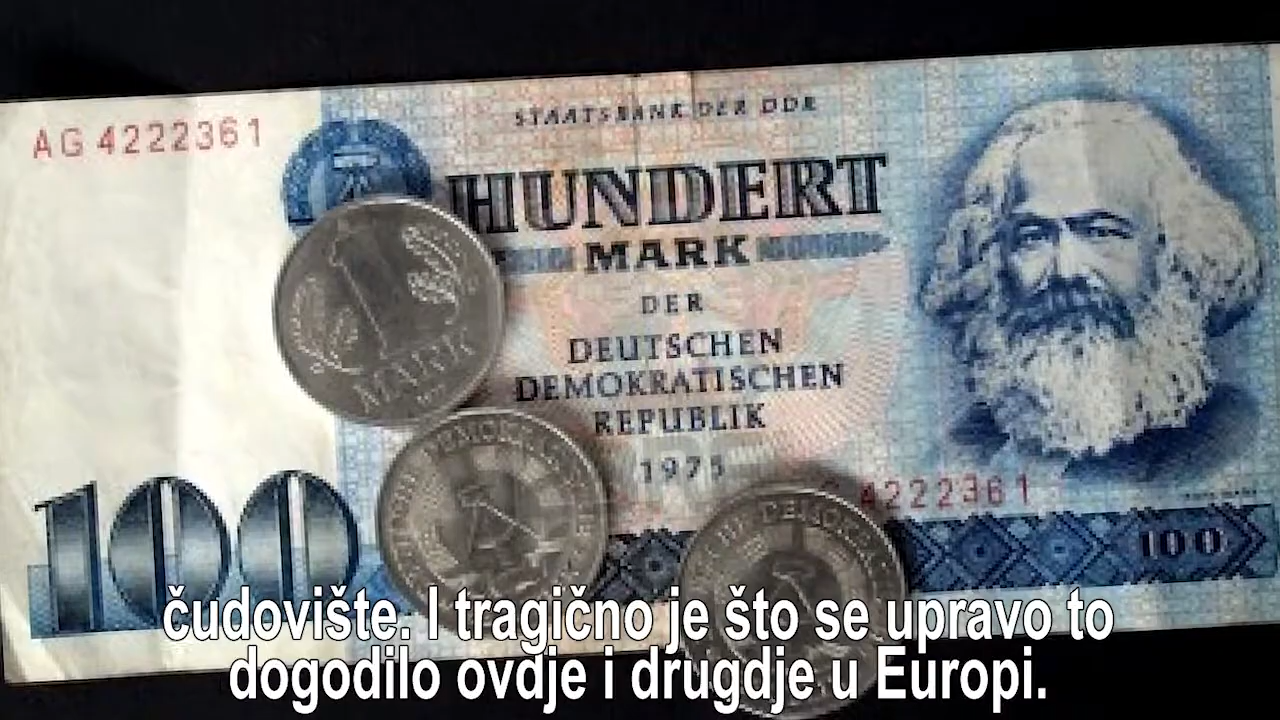 AG 4222361
STAATSBANK DER DDR
HUNDERT
MARK
DER
DEUTSCHEN
DEMOKRATISCHEN
REPUBLIK
1975
4222361
100
100
1
MARK
čudovište. I tragično je što se upravo to
dogodilo ovdje i drugdje u Europi.